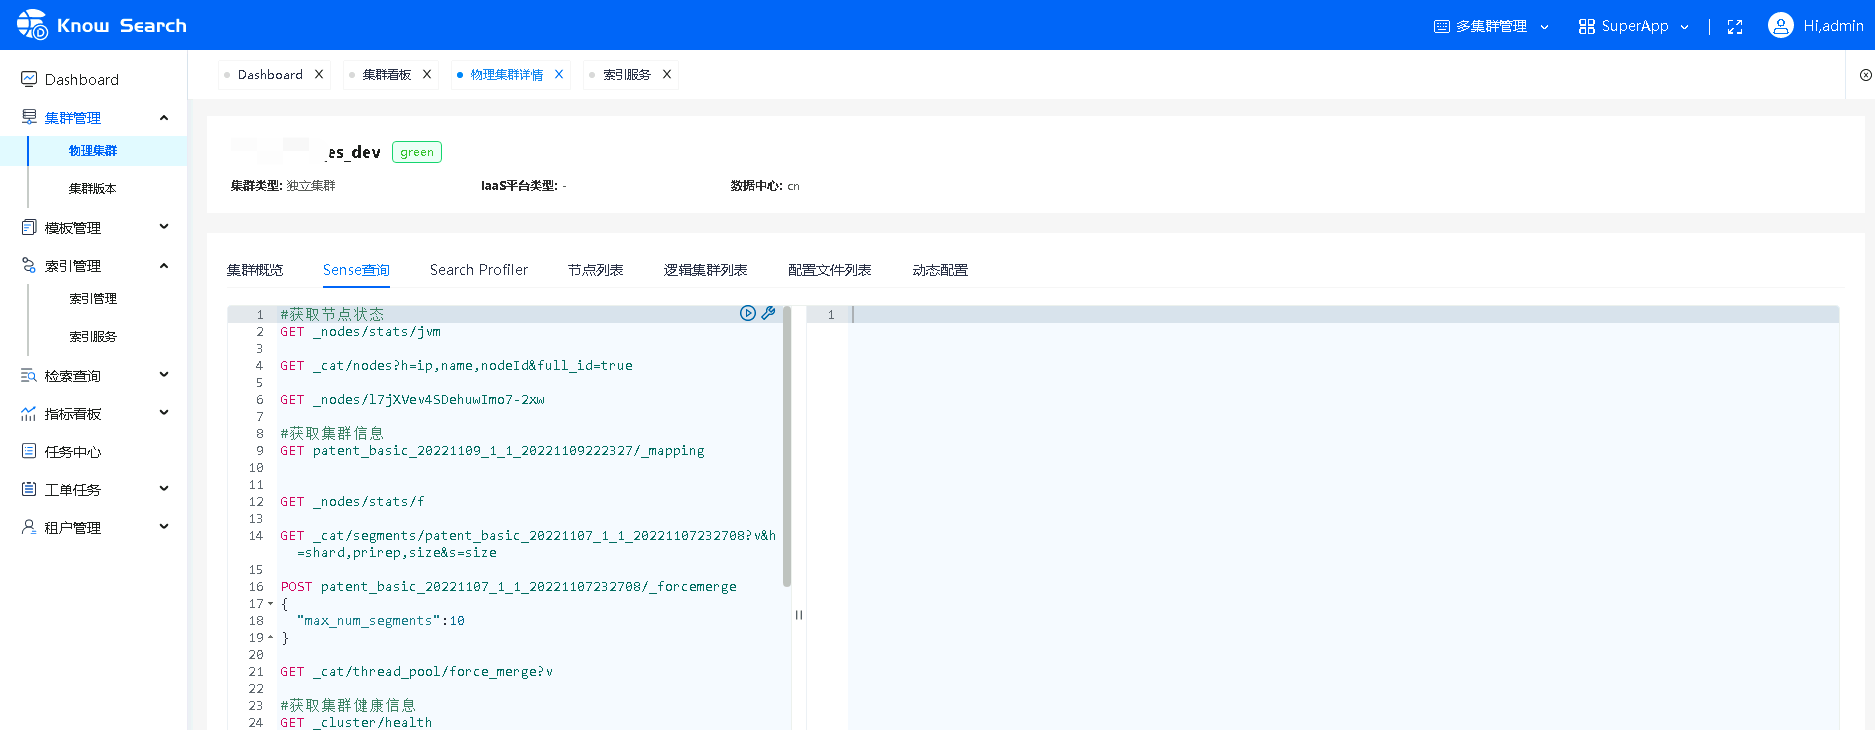 Know Search
多集群管理
SuperApp
Hi,admin
Dashboard
集群管理
物理集群
集群版本
模板管理
索引管理
索引管理
索引服务
检索查询
指标看板
任务中心
工单任务
租户管理
Dashboard X
集群看板 X
物理集群详情 X
索引服务 X
es_dev green
集群类型: 独立集群
IaaS平台类型: -
数据中心: cn
集群概览
Sense查询
Search Profiler
节点列表
逻辑集群列表
配置文件列表
动态配置
1 #获取节点状态
2 GET _nodes/stats/jvm
3
4 GET _cat/nodes?h=ip,name,nodeId&full_id=true
5
6 GET _nodes/l7jXVev4SDehuwImo7-2xw
7
8 #获取集群信息
9 GET patent_basic_20221109_1_1_20221109222327/_mapping
10
11
12 GET _nodes/stats/f
13
14 GET _cat/segments/patent_basic_20221107_1_1_20221107232708?v&h
=shard,prirep,size&s=size
15
16 POST patent_basic_20221107_1_1_20221107232708/_forcemerge
17 {
18 "max_num_segments":10
19 }
20
21 GET _cat/thread_pool/force_merge?v
22
23 #获取集群健康信息
24 GET _cluster/health
1